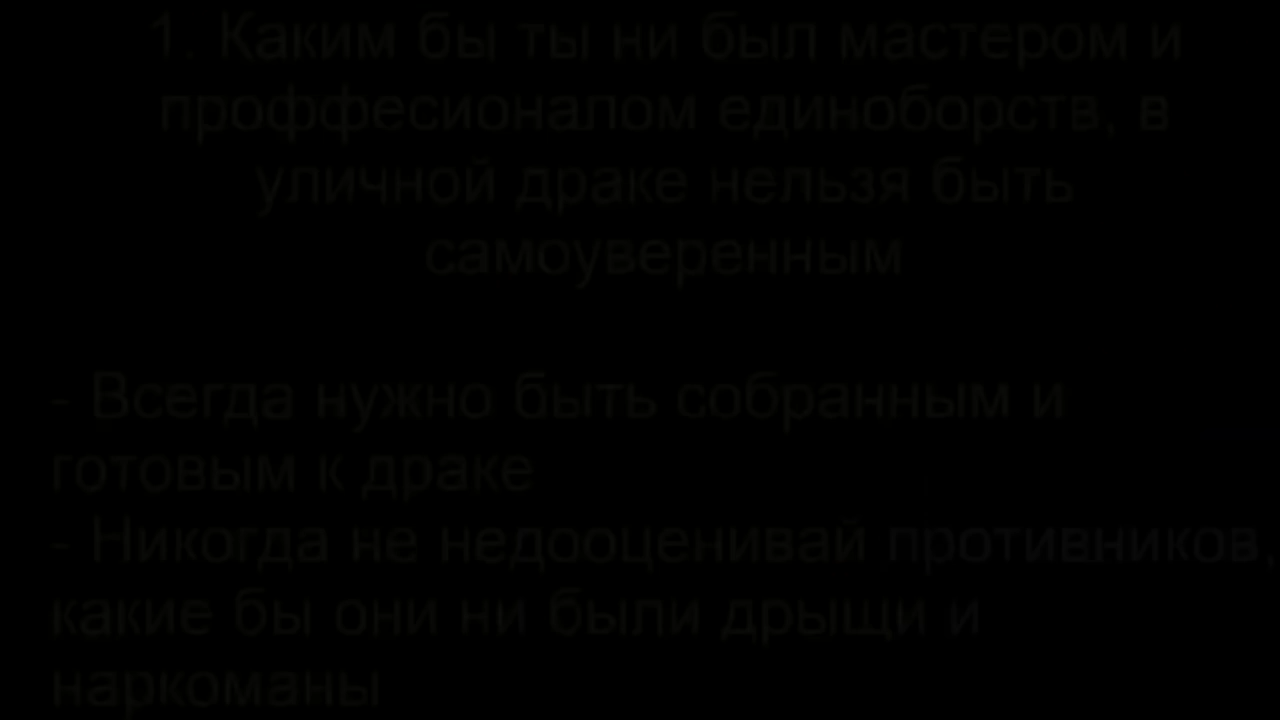 1. Каким бы ты ни был мастером и
проффесионалом единоборств, в
уличной драке нельзя быть
самоуверенным
- Всегда нужно быть собранным и
готовым к драке
- Никогда не недооценивай противников,
какие бы они ни были дрыщи и
наркоманы